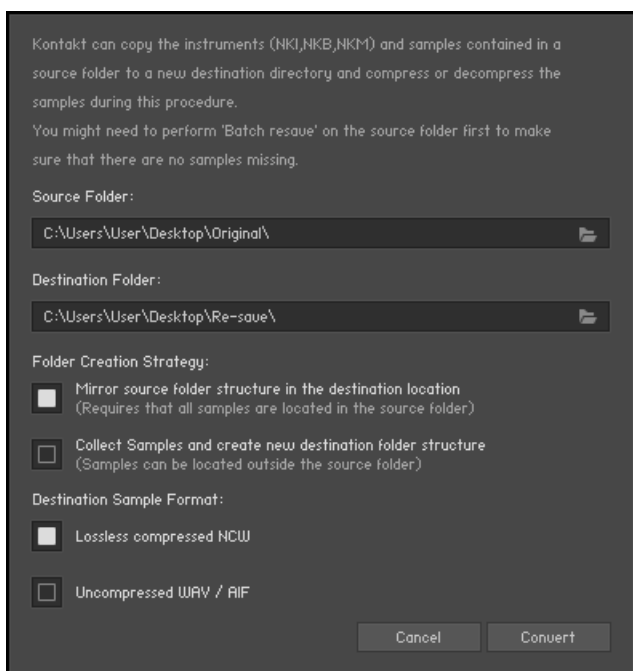 Kontakt can copy the instruments (NKI,NKB,NKM) and samples contained in a
source folder to a new destination directory and compress or decompress the
samples during this procedure.
You might need to perform 'Batch resave' on the source folder first to make
sure that there are no samples missing.
Source Folder:
C:\Users\User\Desktop\Original\
Destination Folder:
C:\Users\User\Desktop\Re-save\
Folder Creation Strategy:
Mirror source folder structure in the destination location
(Requires that all samples are located in the source folder)
Collect Samples and create new destination folder structure
(Samples can be located outside the source folder)
Destination Sample Format:
Lossless compressed NCW
Uncompressed WAV / AIF
Cancel
Convert